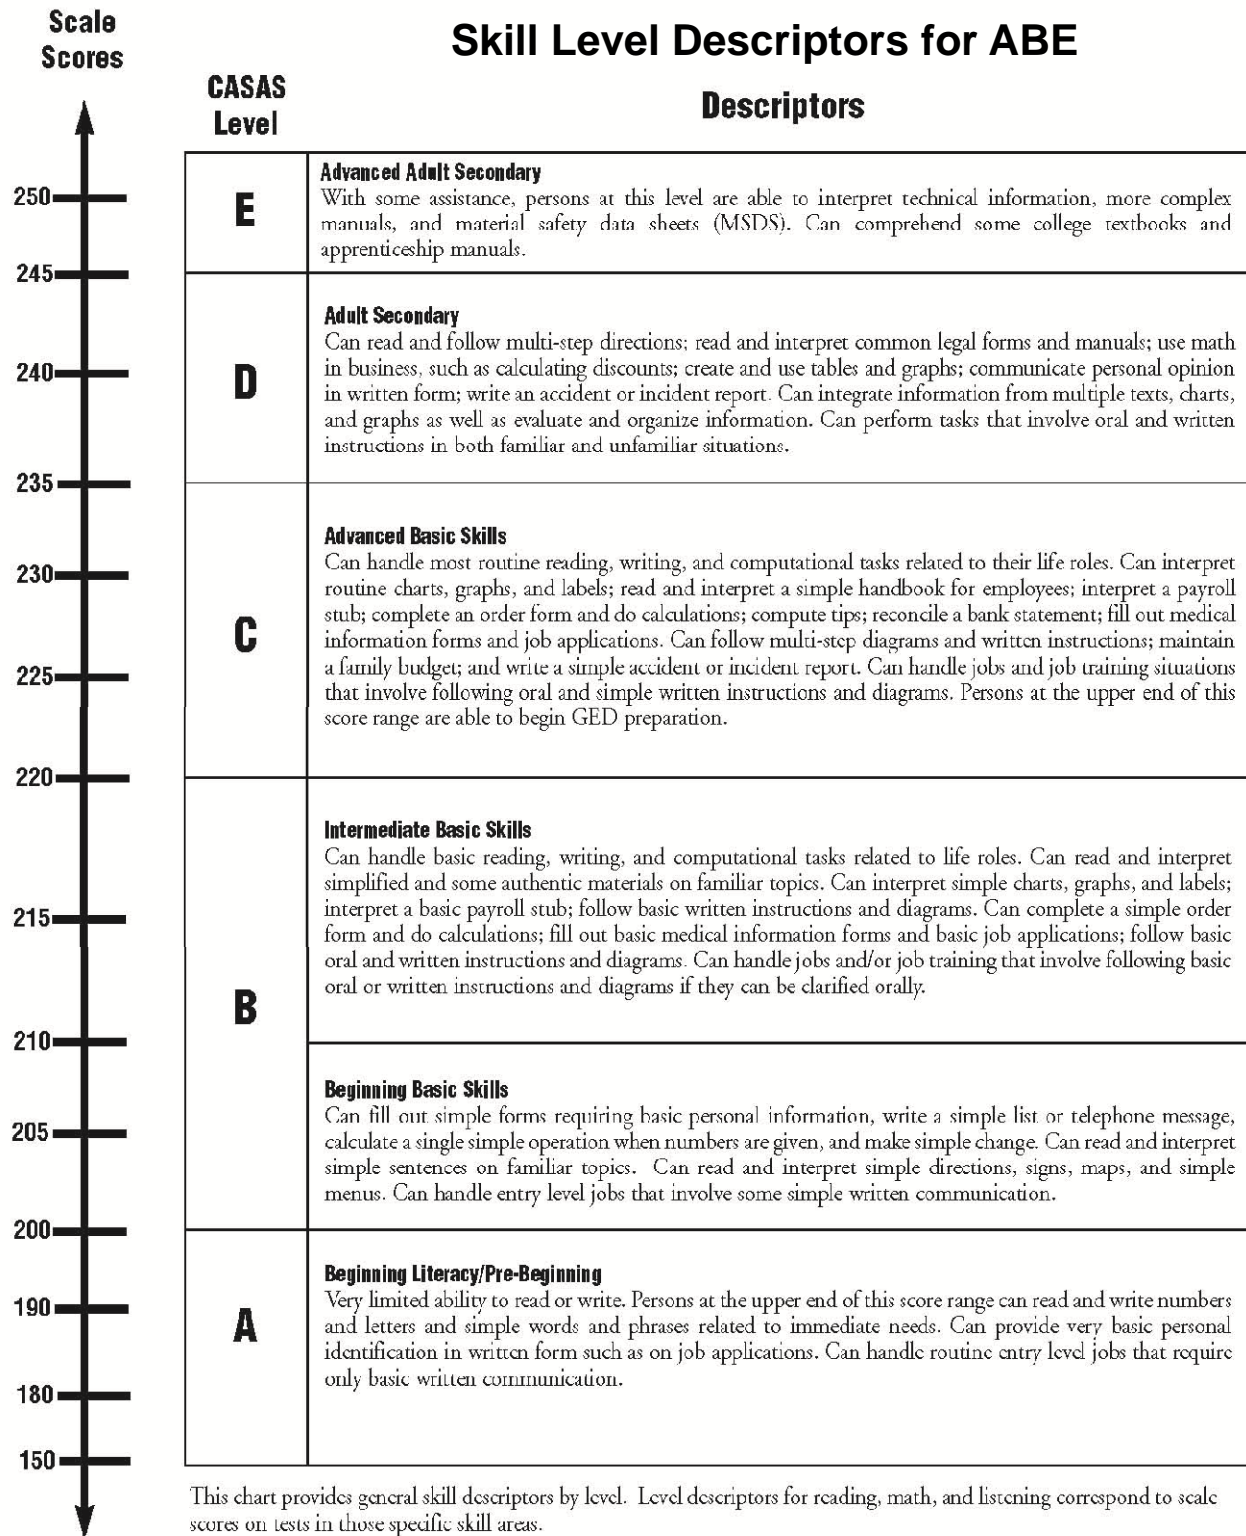 Scale
Scores
Skill Level Descriptors for ABE
CASAS
Level
Descriptors
250
E
Advanced Adult Secondary
With some assistance, persons at this level are able to interpret technical information, more complex
manuals, and material safety data sheets (MSDS). Can comprehend some college textbooks and
apprenticeship manuals.
245
D
Adult Secondary
Can read and follow multi-step directions; read and interpret common legal forms and manuals; use math
in business, such as calculating discounts; create and use tables and graphs; communicate personal opinion
in written form; write an accident or incident report. Can integrate information from multiple texts, charts,
and graphs as well as evaluate and organize information. Can perform tasks that involve oral and written
instructions in both familiar and unfamiliar situations.
240
235
C
Advanced Basic Skills
Can handle most routine reading, writing, and computational tasks related to their life roles. Can interpret
routine charts, graphs, and labels; read and interpret a simple handbook for employees; interpret a payroll
stub; complete an order form and do calculations; compute tips; reconcile a bank statement; fill out medical
information forms and job applications. Can follow multi-step diagrams and written instructions; maintain
a family budget; and write a simple accident or incident report. Can handle jobs and job training situations
that involve following oral and simple written instructions and diagrams. Persons at the upper end of this
score range are able to begin GED preparation.
230
225
220
B
Intermediate Basic Skills
Can handle basic reading, writing, and computational tasks related to life roles. Can read and interpret
simplified and some authentic materials on familiar topics. Can interpret simple charts, graphs, and labels;
interpret a basic payroll stub; follow basic written instructions and diagrams. Can complete a simple order
form and do calculations; fill out basic medical information forms and basic job applications; follow basic
oral and written instructions and diagrams. Can handle jobs and/or job training that involve following basic
oral or written instructions and diagrams if they can be clarified orally.
215
210
Beginning Basic Skills
Can fill out simple forms requiring basic personal information, write a simple list or telephone message,
calculate a single simple operation when numbers are given, and make simple change. Can read and interpret
simple sentences on familiar topics. Can read and interpret simple directions, signs, maps, and simple
menus. Can handle entry level jobs that involve some simple written communication.
205
200
A
Beginning Literacy/Pre-Beginning
Very limited ability to read or write. Persons at the upper end of this score range can read and write numbers
and letters and simple words and phrases related to immediate needs. Can provide very basic personal
identification in written form such as on job applications. Can handle routine entry level jobs that require
only basic written communication.
190
180
150
This chart provides general skill descriptors by level. Level descriptors for reading, math, and listening correspond to scale
scores on tests in those specific skill areas.